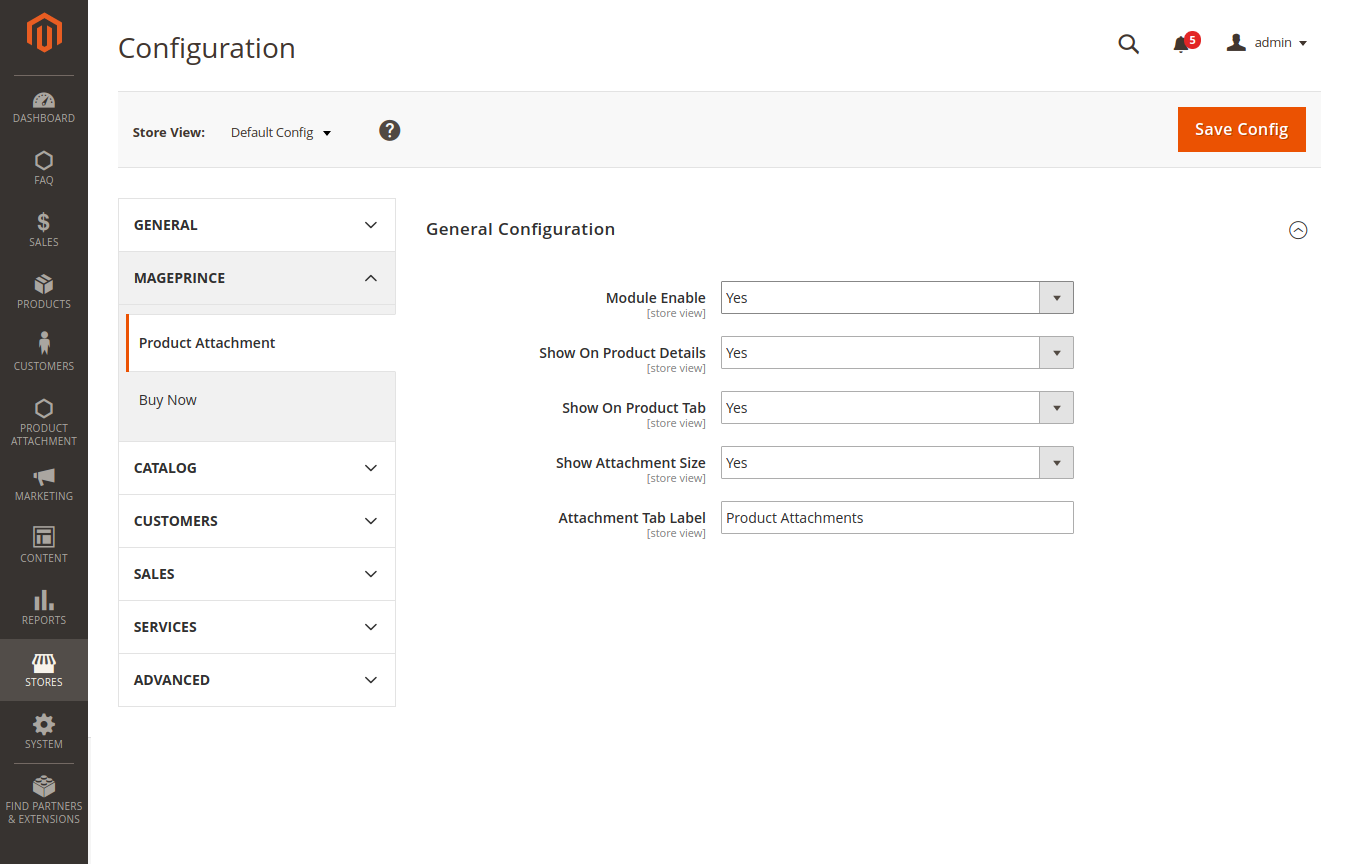 Configuration
5
admin
Store View:
Default Config
?
Save Config
DASHBOARD
FAQ
SALES
PRODUCTS
CUSTOMERS
PRODUCT
ATTACHMENT
MARKETING
CONTENT
REPORTS
STORES
SYSTEM
FIND PARTNERS
& EXTENSIONS
GENERAL
MAGEPRINCE
Product Attachment
Buy Now
CATALOG
CUSTOMERS
SALES
SERVICES
ADVANCED
General Configuration
Module Enable
[store view]
Yes
Show On Product Details
[store view]
Yes
Show On Product Tab
[store view]
Yes
Show Attachment Size
[store view]
Yes
Attachment Tab Label
[store view]
Product Attachments